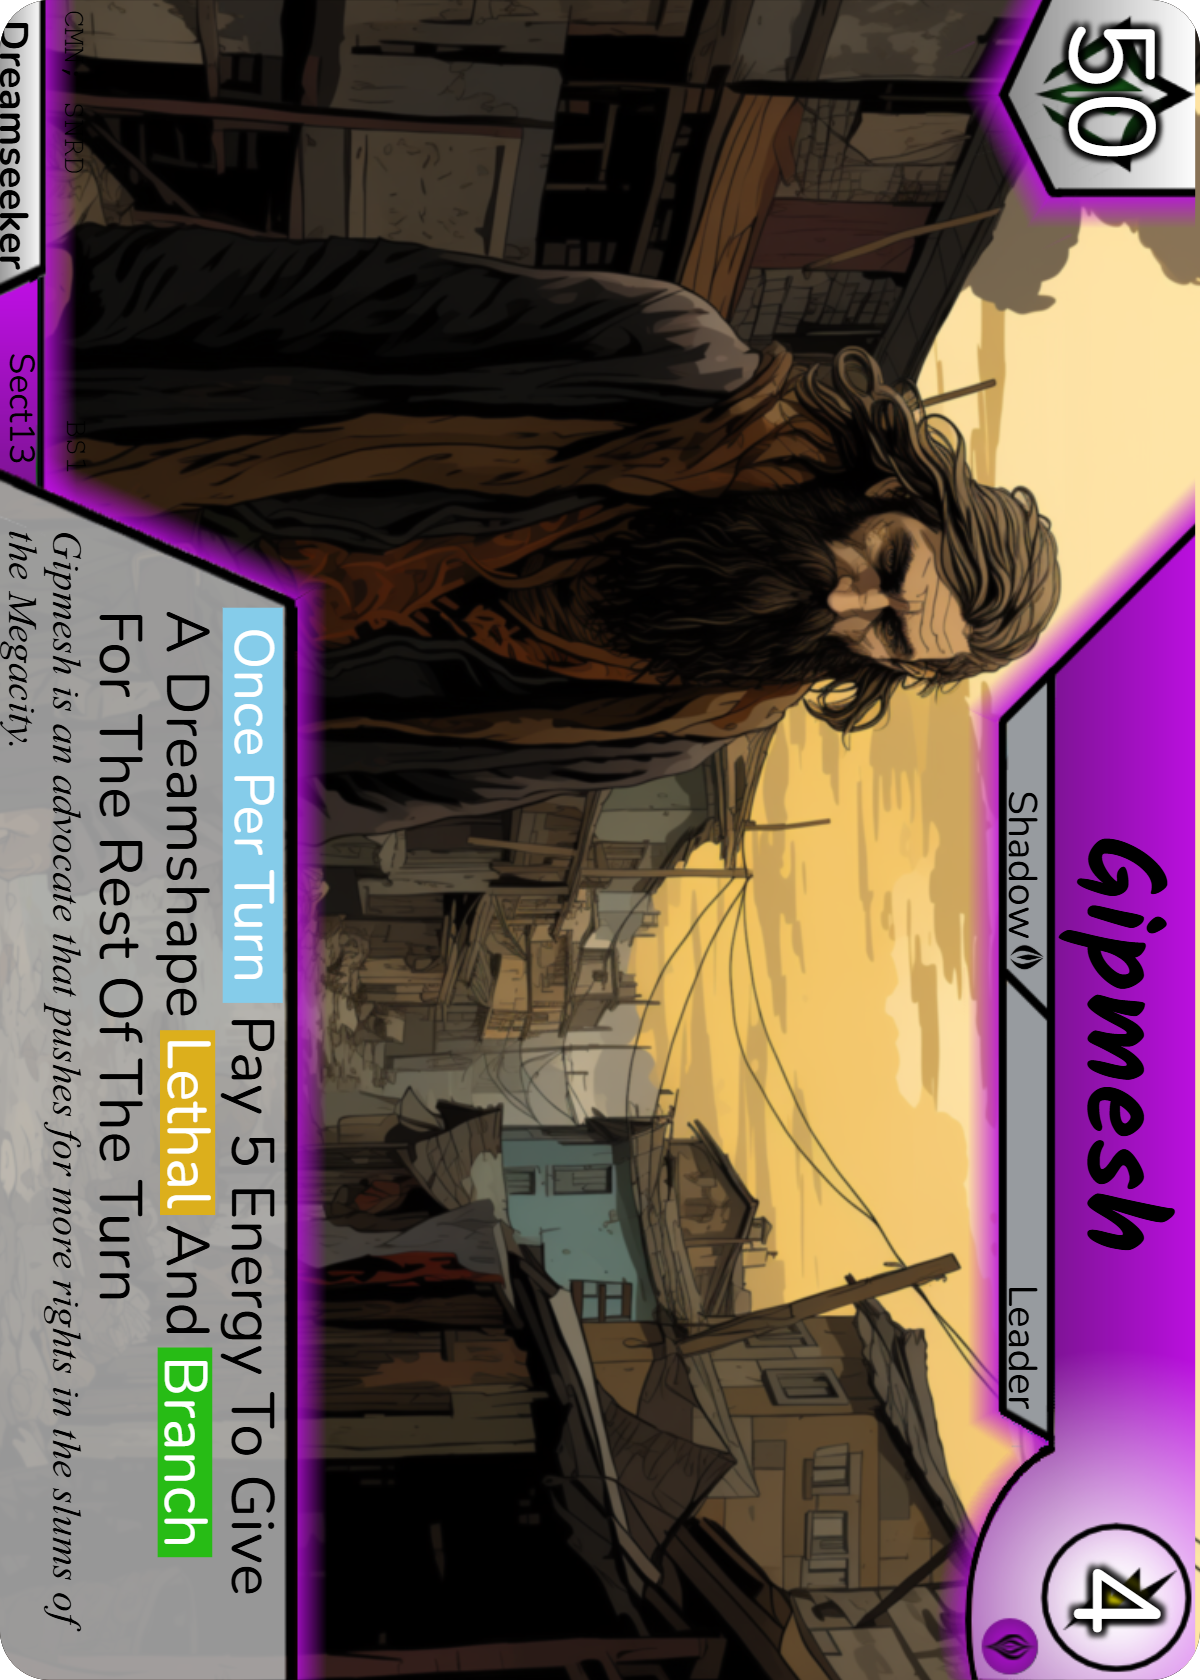 50
Gipmesh
4
Shadow
Leader
Once Per Turn Pay 5 Energy To Give
A Dreamshape Lethal And Branch
For The Rest Of The Turn
Gipmesh is an advocate that pushes for more rights in the slums of
the Megacity.
CMN, SNRD
BS1
Dreamseeker
Sect13